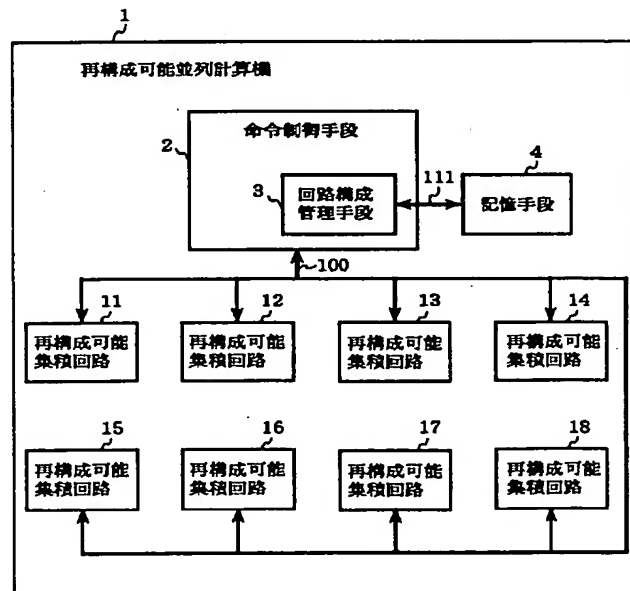 1
再構成可能並列計算機
命令制御手段
2
3
回路構成
管理手段
111
4
記憶手段
100
11
再構成可能
集積回路
12
再構成可能
集積回路
13
再構成可能
集積回路
14
再構成可能
集積回路
15
再構成可能
集積回路
16
再構成可能
集積回路
17
再構成可能
集積回路
18
再構成可能
集積回路